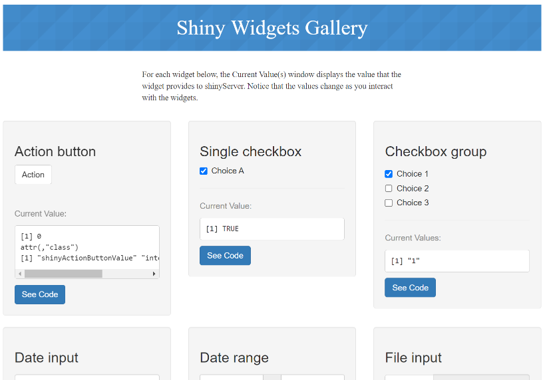 Shiny Widgets Gallery
For each widget below, the Current Value(s) window displays the value that the
widget provides to shinyServer. Notice that the values change as you interact
with the widgets.
Action button
Action
Current Value:
[1] 0
attr(,"class")
[1] "shinyActionButtonValue" "inte
See Code
Single checkbox
Choice A
Current Value:
[1] TRUE
See Code
Checkbox group
Choice 1
Choice 2
Choice 3
Current Values:
[1] "1"
See Code
Date input
Date range
File input